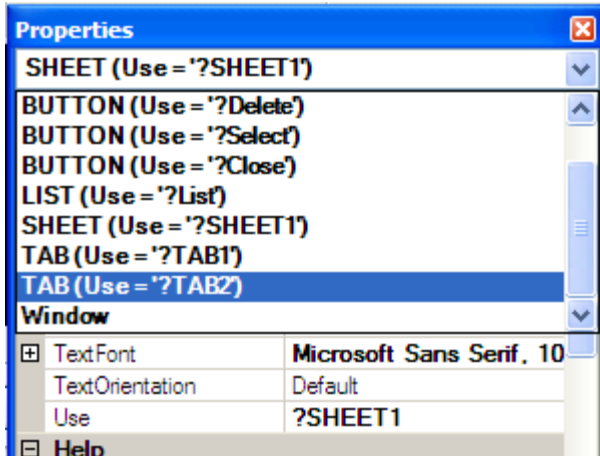 Properties
SHEET (Use = '?SHEET1')
BUTTON (Use = '?Delete')
BUTTON (Use = '?Select')
BUTTON (Use = '?Close')
LIST (Use = '?List')
SHEET (Use = '?SHEET1')
TAB (Use = '?TAB1')
TAB (Use = '?TAB2')
Window
TextFont Microsoft Sans Serif, 10
TextOrientation Default
Use ?SHEET1
Help